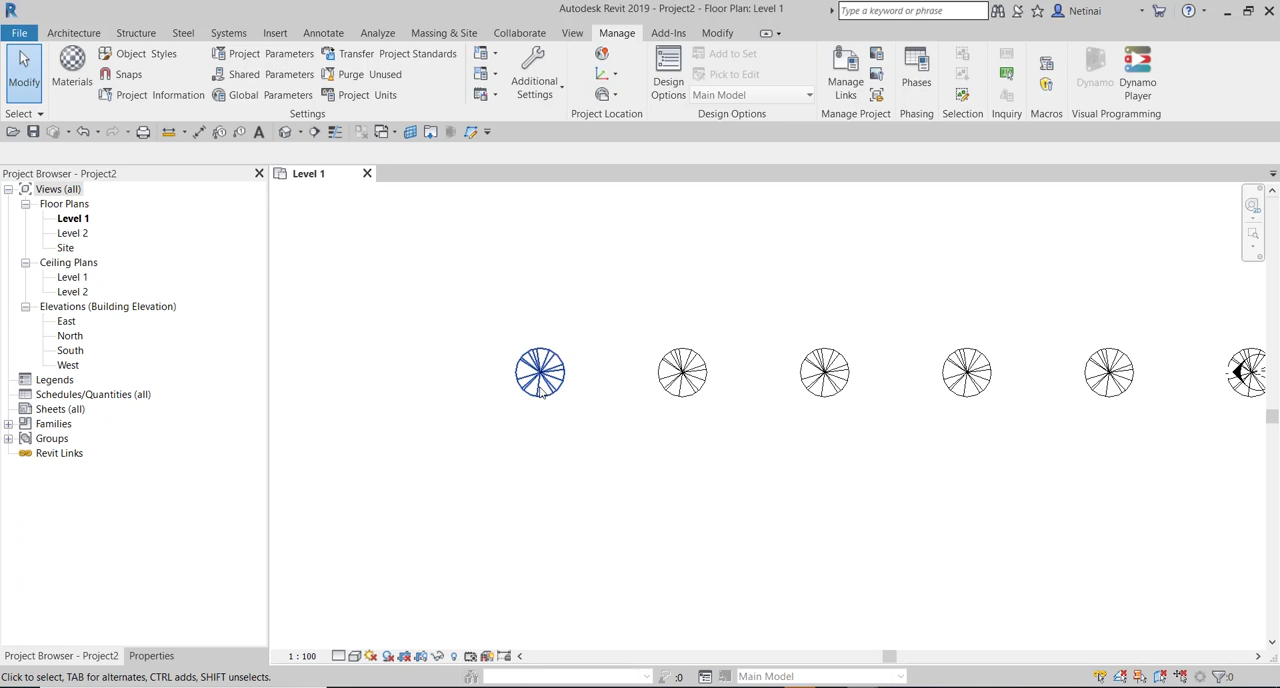 Autodesk Revit 2019 - Project2 - Floor Plan: Level 1
Type a keyword or phrase
Netinai
File Architecture Structure Steel Systems Insert Annotate Analyze Massing & Site Collaborate View Manage Add-Ins Modify
Modify
Materials
Object Styles
Snaps
Project Information
Project Parameters
Shared Parameters
Global Parameters
Transfer Project Standards
Purge Unused
Project Units
Additional
Settings
Design
Options
Add to Set
Pick to Edit
Main Model
Manage
Links
Phases
Dynamo
Dynamo
Player
Select
Settings
Project Location
Design Options
Manage Project
Phasing
Selection
Inquiry
Macros
Visual Programming
Project Browser - Project2
Level 1
Views (all)
Floor Plans
Level 1
Level 2
Site
Ceiling Plans
Level 1
Level 2
Elevations (Building Elevation)
East
North
South
West
Legends
Schedules/Quantities (all)
Sheets (all)
Families
Groups
Revit Links
Project Browser - Project2
Properties
1 : 100
Click to select, TAB for alternates, CTRL adds, SHIFT unselects.
:0
Main Model
:0